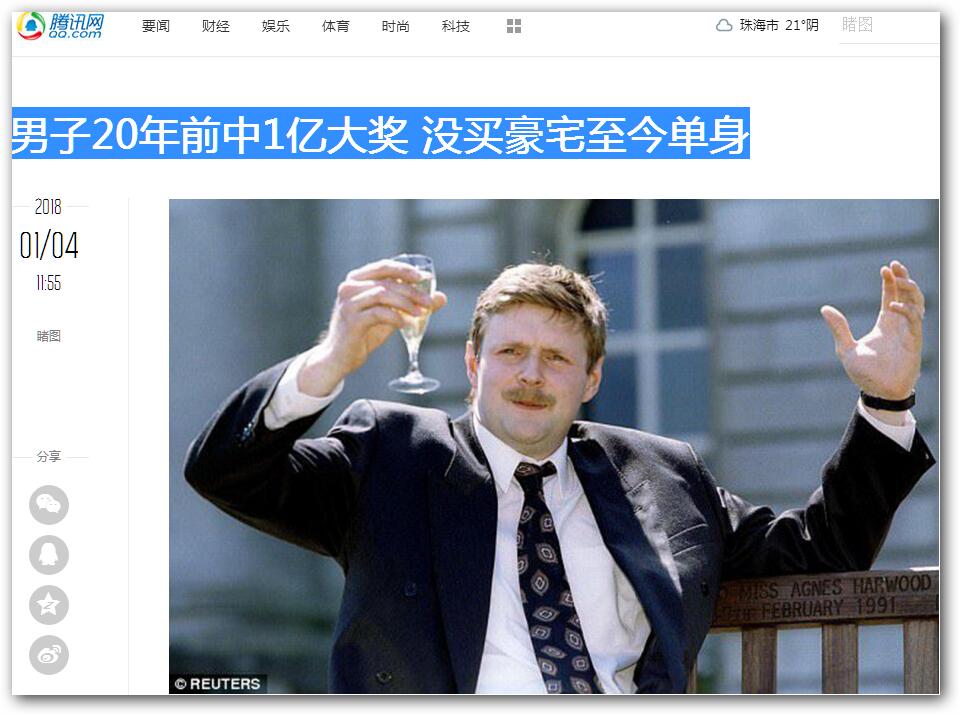 腾讯网
QQ.com
要闻 财经 娱乐 体育 时尚 科技
珠海市 21°阴
睹图
男子20年前中1亿大奖 没买豪宅至今单身
2018
01/04
11:55
睹图
分享
MISS AGNES HARWOOD
FEBRUARY 1991
© REUTERS